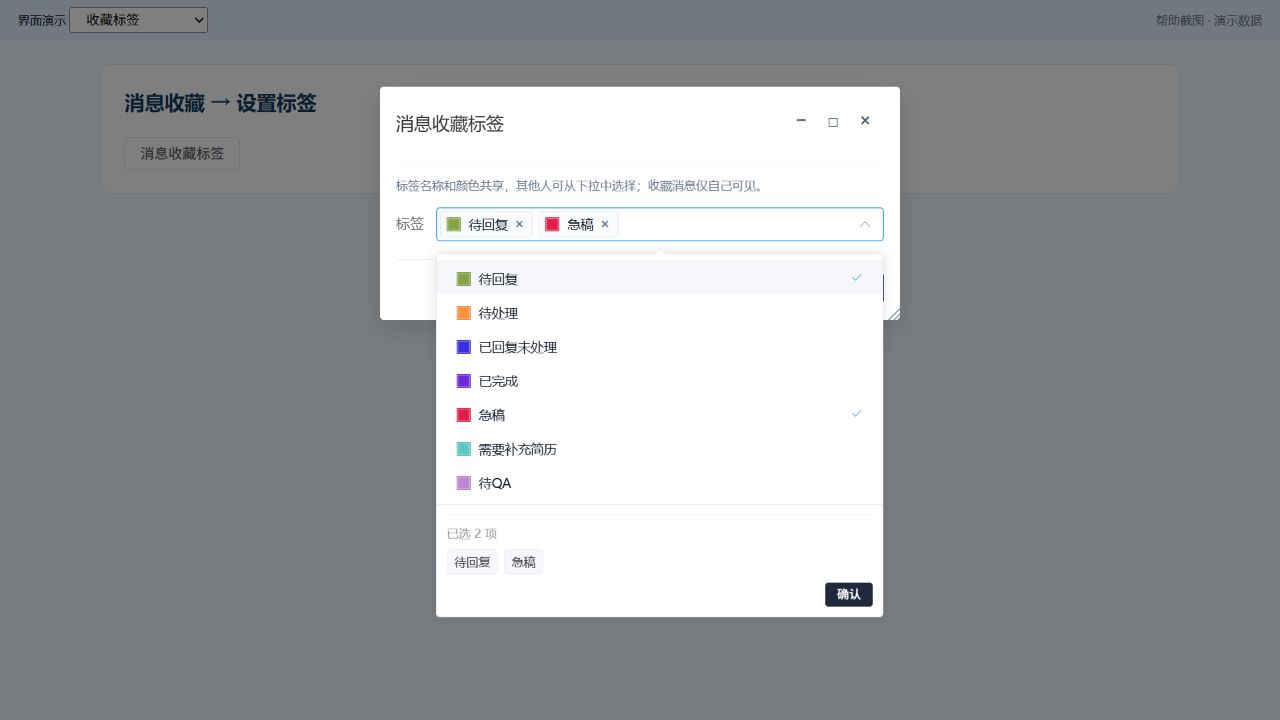 界面演示 收藏标签 帮助截图 · 演示数据
消息收藏 → 设置标签
消息收藏标签
消息收藏标签
标签名称和颜色共享，其他人可从下拉中选择；收藏消息仅自己可见。
标签 待回复 × 急稿 ×
待回复
待处理
已回复未处理
已完成
急稿
需要补充简历
待QA
已选 2 项
待回复 急稿
确认